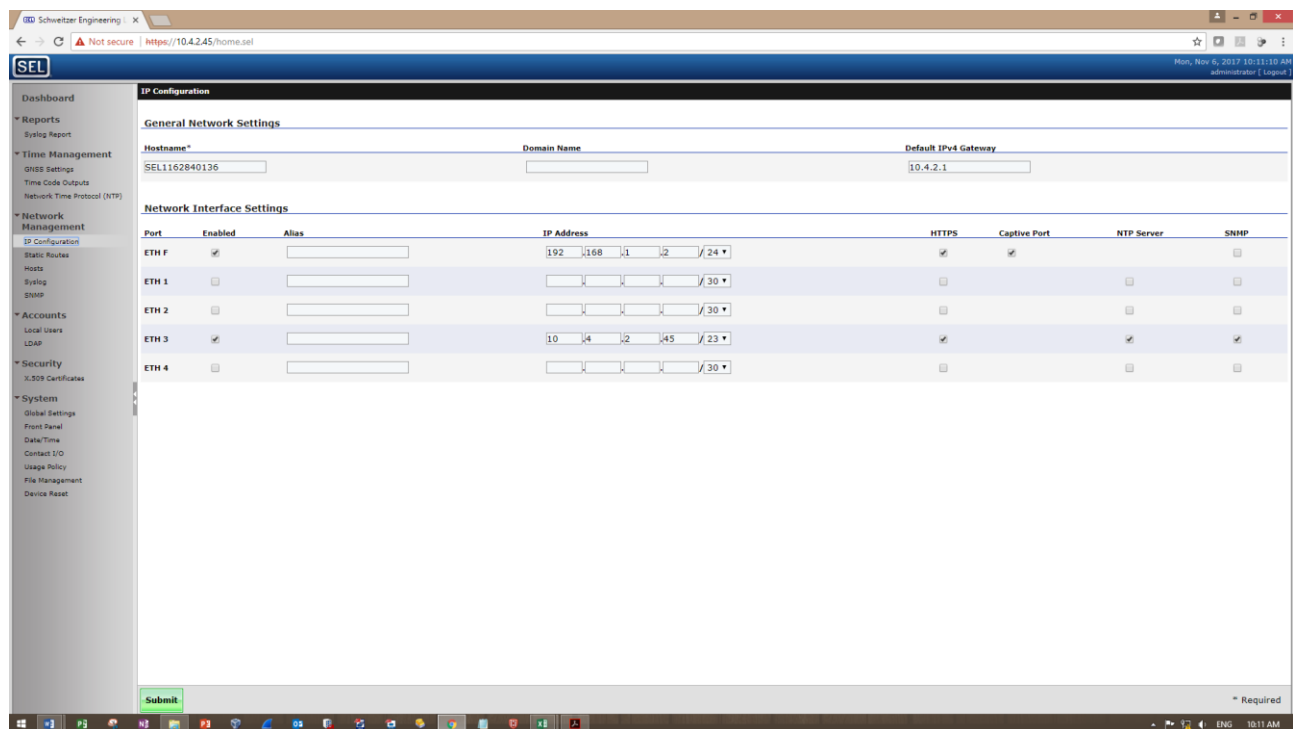 Schweitzer Engineering L
Not secure | https://10.4.2.45/home.sel
SEL
Mon, Nov 6, 2017 10:11:10 AM
administrator [ Logout ]
Dashboard
Reports
Syslog Report
Time Management
GNSS Settings
Time Code Outputs
Network Time Protocol (NTP)
Network Management
IP Configuration
Static Routes
Hosts
Syslog
SNMP
Accounts
Local Users
LDAP
Security
X.509 Certificates
System
Global Settings
Front Panel
Date/Time
Contact I/O
Usage Policy
File Management
Device Reset
IP Configuration
General Network Settings
Hostname* Domain Name Default IPv4 Gateway
SEL1162840136 10.4.2.1
Network Interface Settings
Port Enabled Alias IP Address HTTPS Captive Port NTP Server SNMP
ETH F 192 .168 .1 .2 / 24
ETH 1 . . . / 30
ETH 2 . . . / 30
ETH 3 10 .4 .2 .45 / 23
ETH 4 . . . / 30
Submit * Required
ENG 10:11 AM